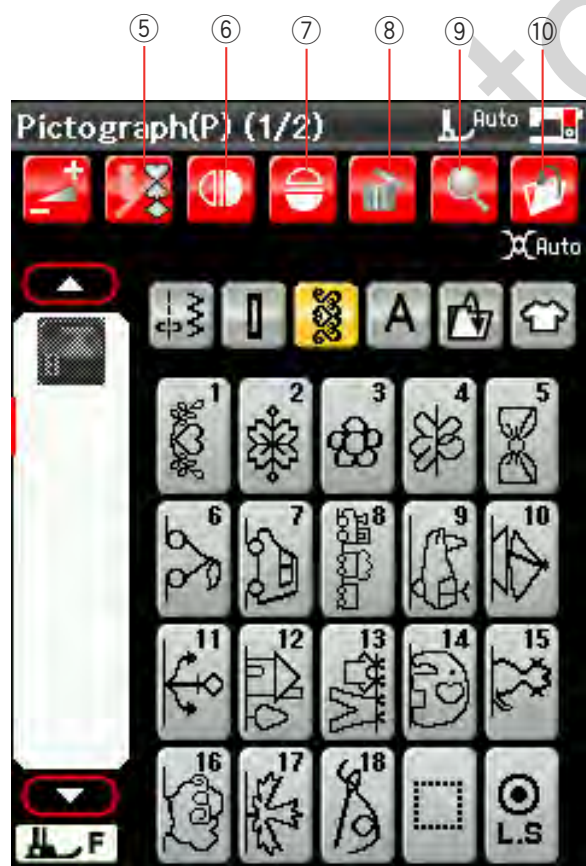 ⑤ ⑥ ⑦ ⑧ ⑨ ⑩
Pictograph(P) (1/2) Auto
Auto
A
1 2 3 4 5
6 7 8 9 10
11 12 13 14 15
16 17 18
L.S
F